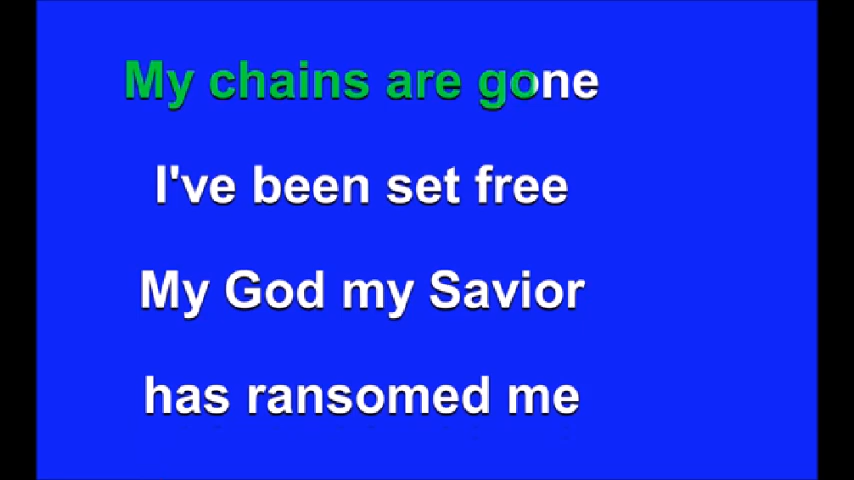 My chains are gone
I've been set free
My God my Savior
has ransomed me